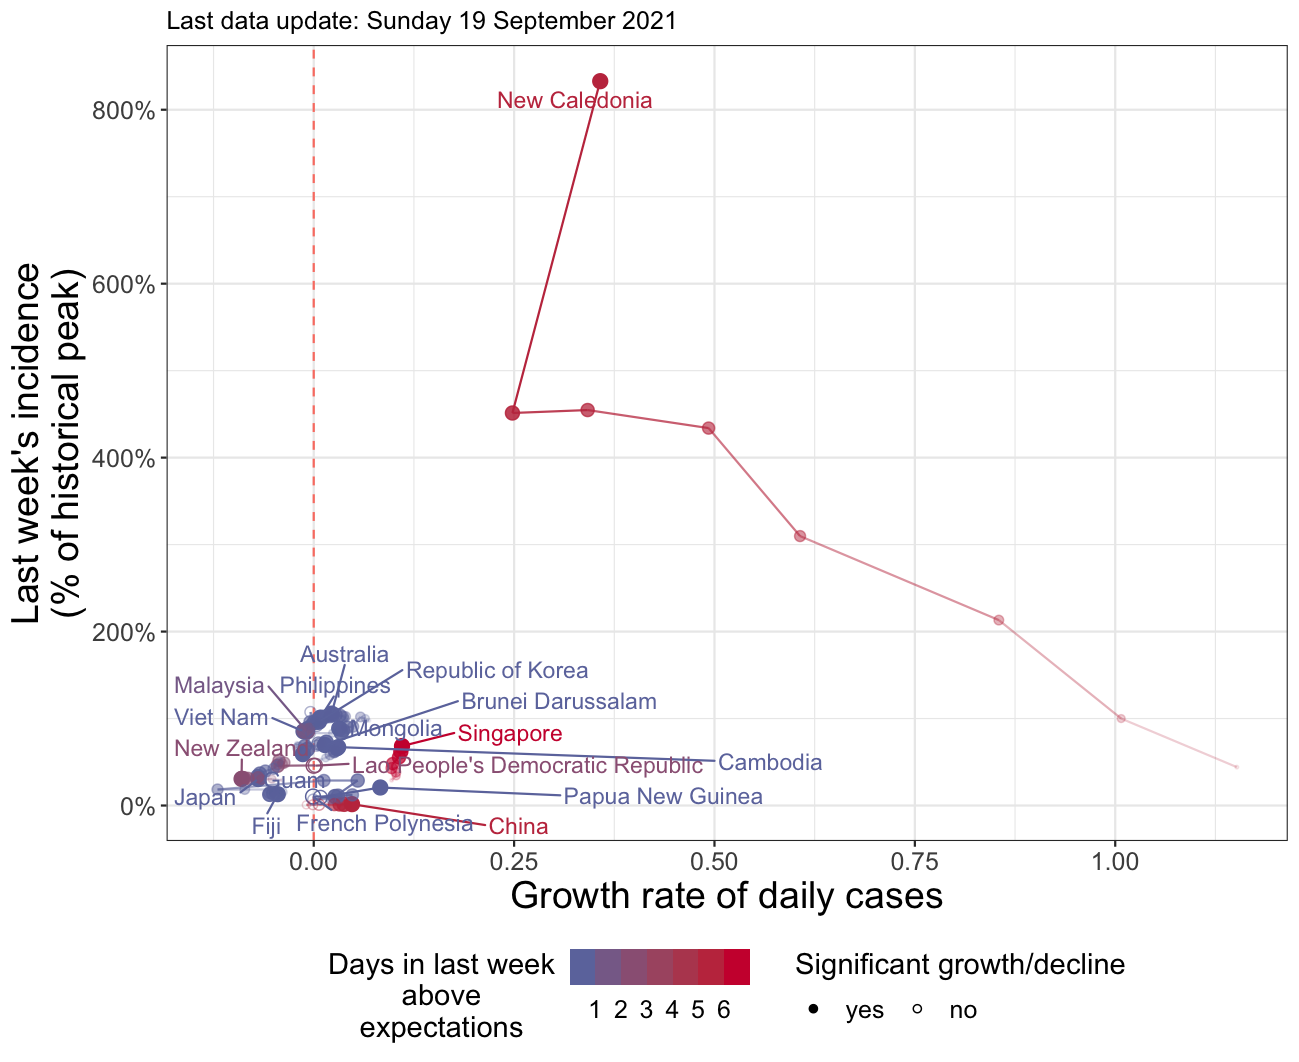 Last data update: Sunday 19 September 2021
Last week's incidence
(% of historical peak)
800%
600%
400%
200%
0%
New Caledonia
Australia
Republic of Korea
Malaysia
Philippines
Brunei Darussalam
Viet Nam
Mongolia
Singapore
New Zealand
Lao People's Democratic Republic
Cambodia
Guam
Japan
Papua New Guinea
Fiji
French Polynesia
China
0.00
0.25
0.50
0.75
1.00
Growth rate of daily cases
Days in last week
above
expectations
1 2 3 4 5 6
Significant growth/decline
yes
no